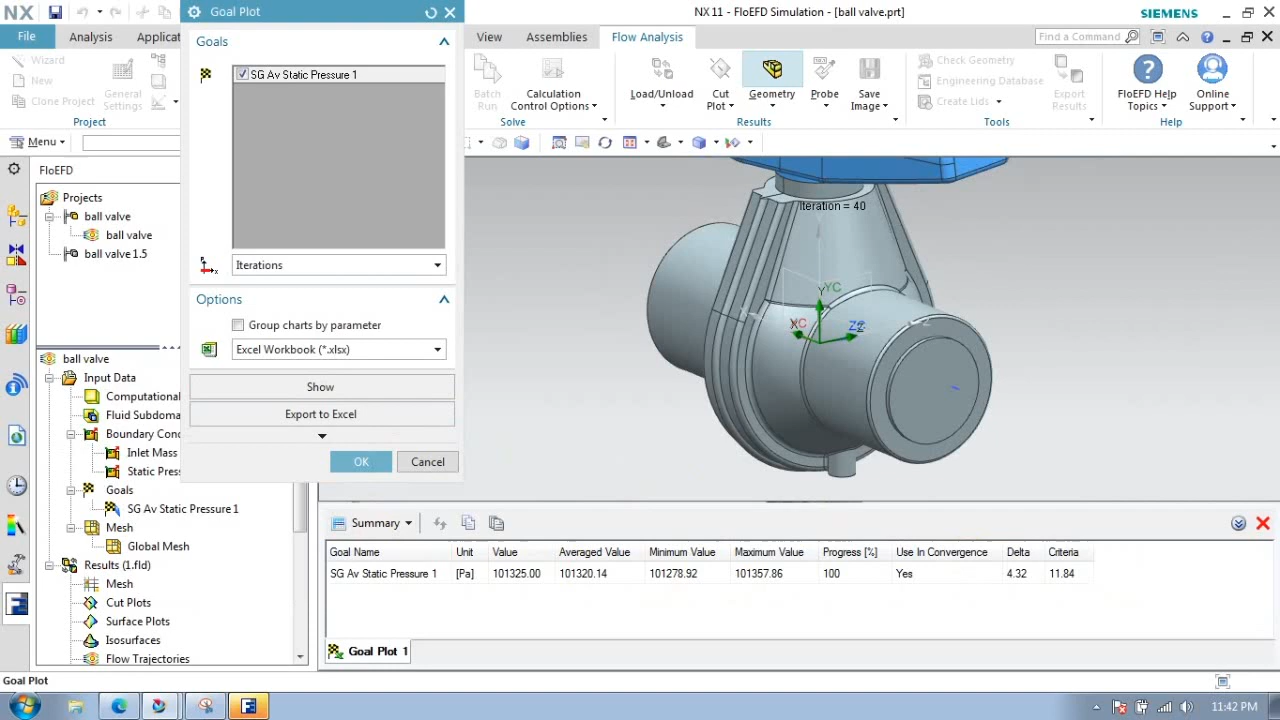 NX
Goal Plot
NX 11 - FloEFD Simulation - [ball valve.prt]
SIEMENS
File
Analysis
Applicat
View
Assemblies
Flow Analysis
Find a Command
Wizard
New
Clone Project
General Settings
Project
Batch Run
Calculation Control Options
Solve
Load/Unload
Cut Plot
Geometry
Probe
Save Image
Results
Check Geometry
Engineering Database
Create Lids
Export Results
Tools
FloEFD Help Topics
Online Support
Help
Menu
Goals
SG Av Static Pressure 1
Iterations
Options
Group charts by parameter
Excel Workbook (*.xlsx)
Show
Export to Excel
OK
Cancel
FloEFD
Projects
ball valve
ball valve
ball valve 1.5
ball valve
Input Data
Computational
Fluid Subdoma
Boundary Conc
Inlet Mass
Static Press
Goals
SG Av Static Pressure 1
Mesh
Global Mesh
Results (1.fld)
Mesh
Cut Plots
Surface Plots
Isosurfaces
Flow Trajectories
Iteration = 40
YC
XC
Summary
Goal Name Unit Value Averaged Value Minimum Value Maximum Value Progress [%] Use In Convergence Delta Criteria
SG Av Static Pressure 1 [Pa] 101325.00 101320.14 101278.92 101357.86 100 Yes 4.32 11.84
Goal Plot 1
Goal Plot
11:42 PM